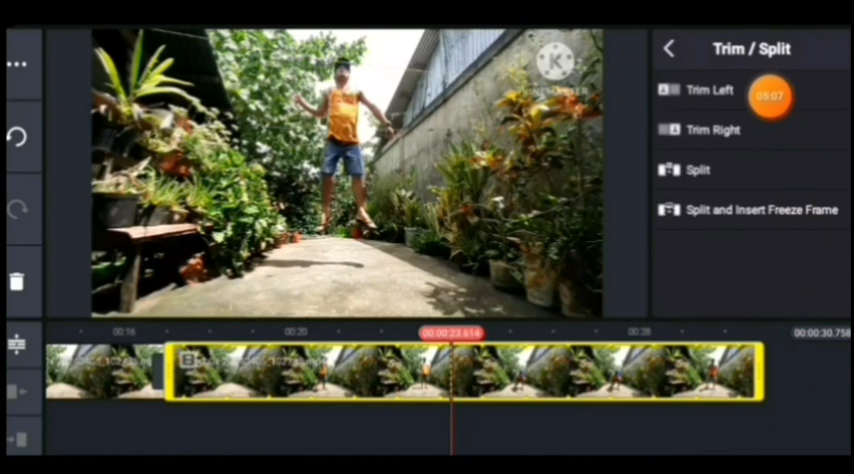 Trim / Split
KINEMASTER
Trim Left
05:07
Trim Right
Split
Split and Insert Freeze Frame
00:16
00:20
00:00:23.614
00:28
00:00:30.758